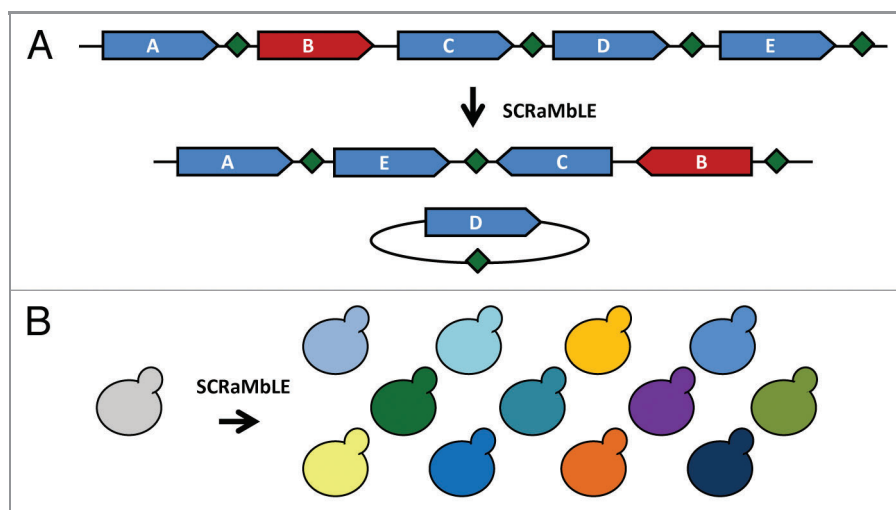 A
A B C D E
SCRaMbLE
A E C B
D
B
SCRaMbLE